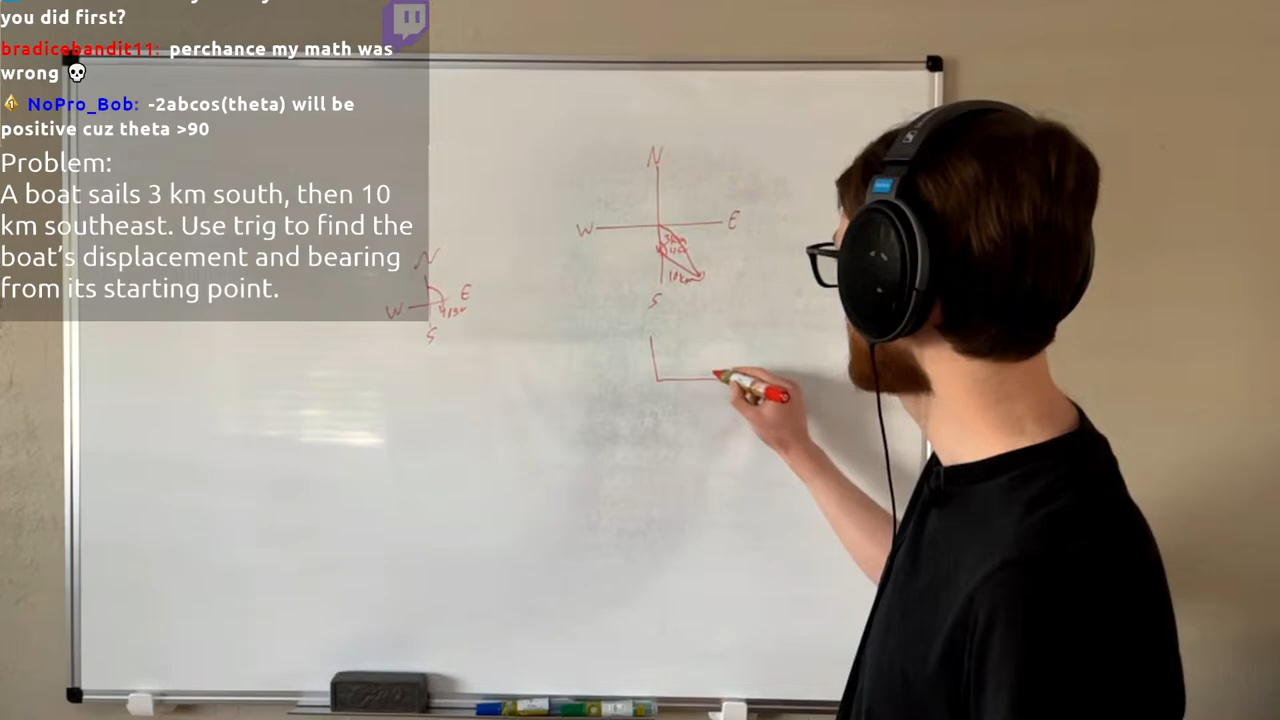 you did first?
bradicebandit11: perchance my math was
wrong 💀
NoPro_Bob: -2abcos(theta) will be
positive cuz theta >90
Problem:
A boat sails 3 km south, then 10
km southeast. Use trig to find the
boat's displacement and bearing
from its starting point.
N
W E
S
N
W E
3km
10km
S